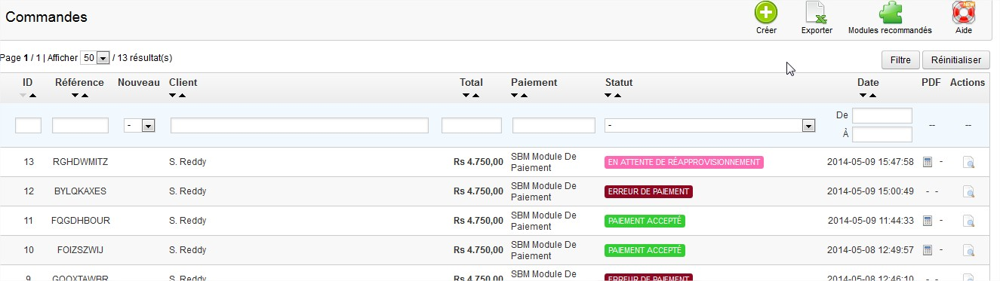 Commandes
Créer Exporter Modules recommandés NEW Aide
Page 1 / 1 | Afficher 50 / 13 résultat(s) Filtre Réinitialiser
ID Référence Nouveau Client Total Paiement Statut Date PDF Actions
- - De -- --
À
13 RGHDWMITZ S. Reddy Rs 4.750,00 SBM Module De Paiement EN ATTENTE DE RÉAPPROVISIONNEMENT 2014-05-09 15:47:58 -
12 BYLQKAXES S. Reddy Rs 4.750,00 SBM Module De Paiement ERREUR DE PAIEMENT 2014-05-09 15:00:49 - -
11 FQGDHBOUR S. Reddy Rs 4.750,00 SBM Module De Paiement PAIEMENT ACCEPTÉ 2014-05-09 11:44:33 -
10 FOIZSZWIJ S. Reddy Rs 4.750,00 SBM Module De Paiement PAIEMENT ACCEPTÉ 2014-05-08 12:49:57 -
9 GOOXTAWBR S. Reddy Rs 4.750,00 SBM Module De Paiement ERREUR DE PAIEMENT 2014-05-08 12:46:10 - -